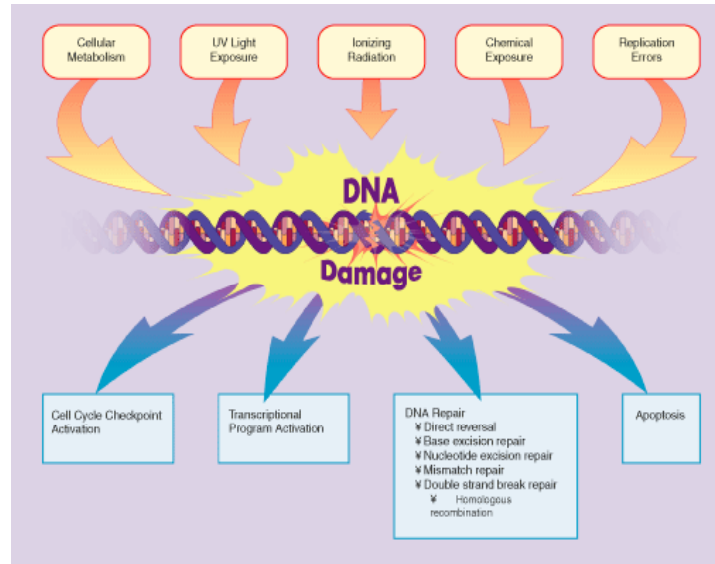 Cellular
Metabolism
UV Light
Exposure
Ionizing
Radiation
Chemical
Exposure
Replication
Errors
DNA
Damage
Cell Cycle Checkpoint
Activation
Transcriptional
Program Activation
DNA Repair
¥ Direct reversal
¥ Base excision repair
¥ Nucleotide excision repair
¥ Mismatch repair
¥ Double strand break repair
¥ Homologous
recombination
Apoptosis